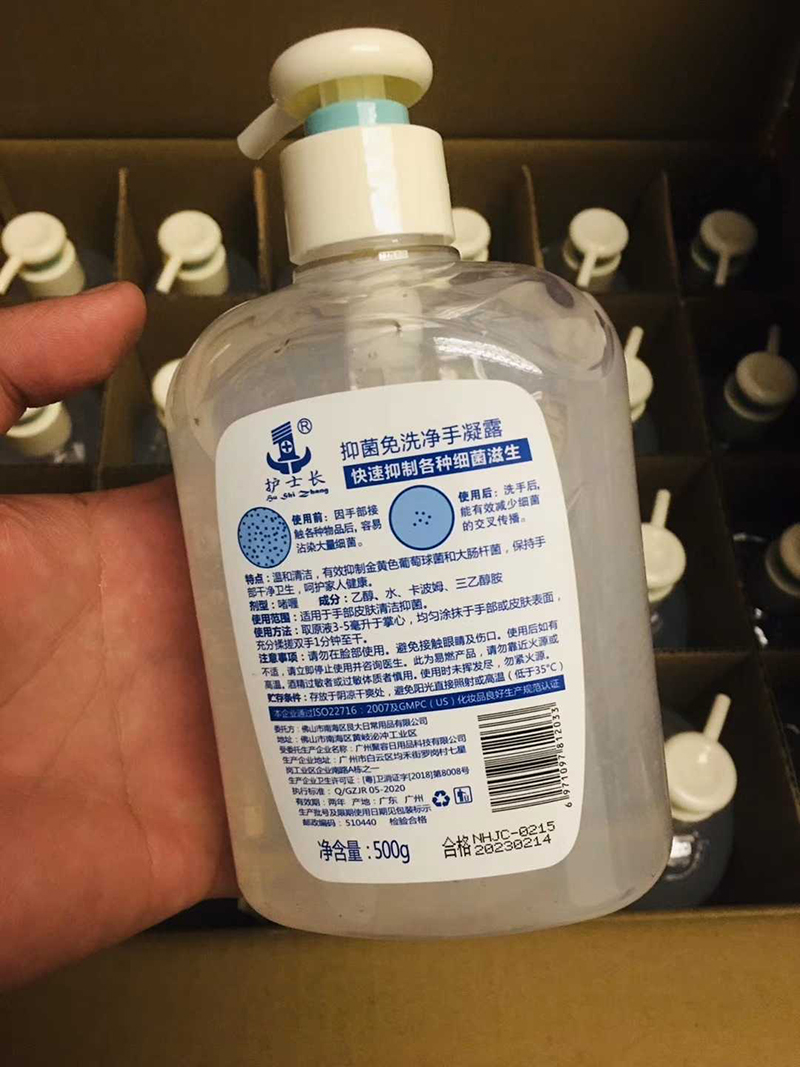 ®
护士长
Hu Shi Zhang
抑菌免洗净手凝露
快速抑制各种细菌滋生
使用前：因手部接
触各种物品后，容易
沾染大量细菌。
使用后：洗手后，
能有效减少细菌
的交叉传播。
特点：温和清洁，有效抑制金黄色葡萄球菌和大肠杆菌，保持手
部干净卫生，呵护家人健康。
剂型：啫喱 成分：乙醇、水、卡波姆、三乙醇胺
使用范围：适用于手部皮肤清洁抑菌。
使用方法：取原液3-5毫升于掌心，均匀涂抹于手部或皮肤表面，
充分揉搓双手1分钟至干。
注意事项：请勿在脸部使用。避免接触眼睛及伤口。使用后如有
不适，请立即停止使用并咨询医生。此为易燃产品，请勿靠近火源或
高温。酒精过敏者或过敏体质者慎用。使用时未挥发尽，勿紧火源。
贮存条件：存放于阴凉干爽处，避免阳光直接照射或高温（低于35°C）
本企业通过ISO22716：2007及GMPC（US）化妆品良好生产规范认证
委托方：佛山市南海区良大日常用品有限公司
地址：佛山市南海区黄岐泌冲工业区
受委托生产企业名称：广州聚容日用品科技有限公司
生产企业地址：广州市白云区均禾街罗岗村七星
岗工业区企业南路A栋之一
生产企业卫生许可证：(粤)卫消证字[2018]第8008号
执行标准：Q/GZJR 05-2020
有效期：两年 产地：广东 广州
生产批号及限期使用日期见包装标示
邮政编码：510440 检验合格
6971097812033
净含量：500g
合格 NHJC-0215
20230214